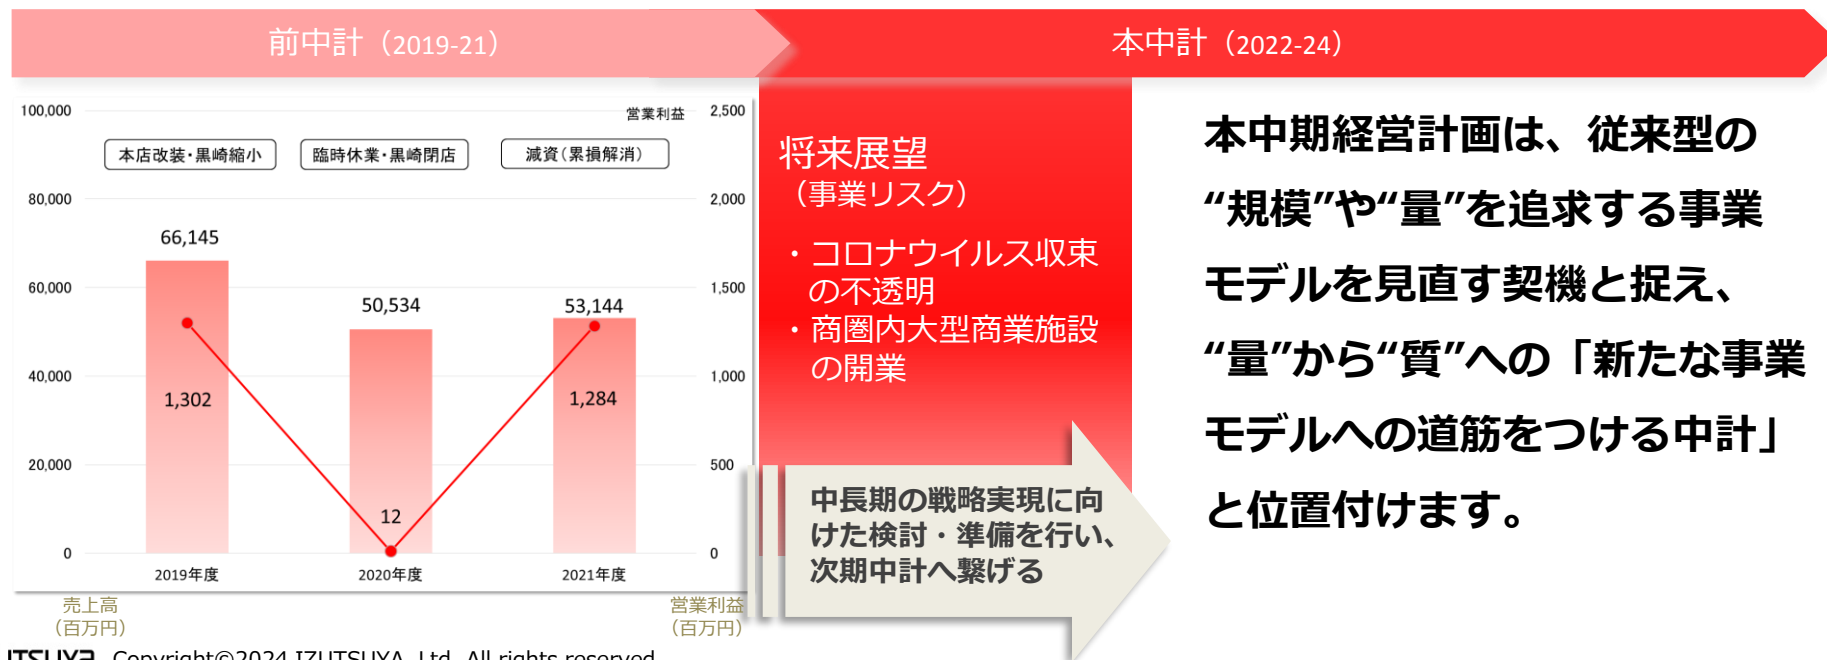 前中計（2019-21）
本中計（2022-24）
100,000
営業利益
2,500
本店改装・黒崎縮小
臨時休業・黒崎閉店
減資（累損解消）
80,000
2,000
66,145
60,000
1,500
50,534
53,144
40,000
1,000
1,302
1,284
20,000
500
12
0
0
2019年度
2020年度
2021年度
売上高
（百万円）
営業利益
（百万円）
将来展望
（事業リスク）
・コロナウイルス収束
の不透明
・商圏内大型商業施設
の開業
中長期の戦略実現に向
けた検討・準備を行い、
次期中計へ繋げる
本中期経営計画は、従来型の
“規模”や“量”を追求する事業
モデルを見直す契機と捉え、
“量”から“質”への「新たな事業
モデルへの道筋をつける中計」
と位置付けます。
Copyright©2024 IZUTSUYA, Ltd. All rights reserved